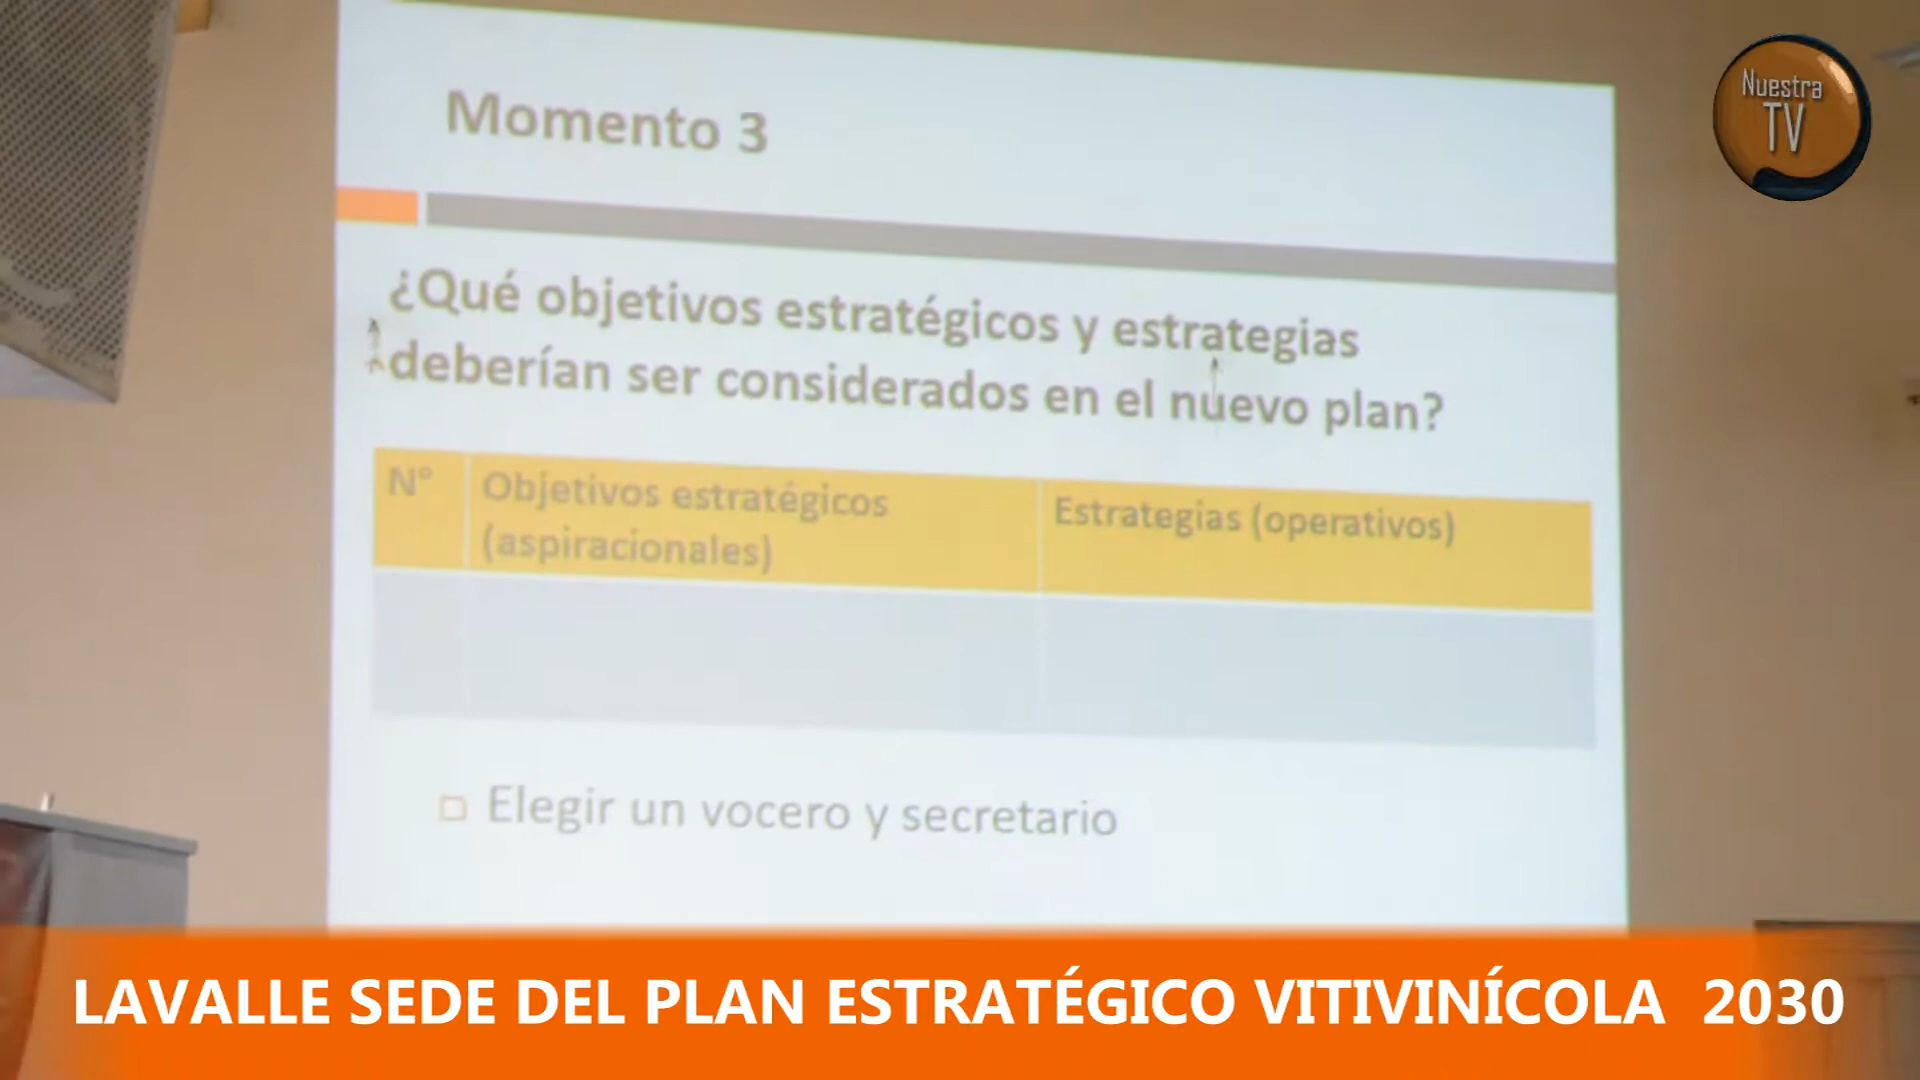 Nuestra
TV
Momento 3
¿Qué objetivos estratégicos y estrategias
deberían ser considerados en el nuevo plan?
N°
Objetivos estratégicos
(aspiracionales)
Estrategias (operativos)
Elegir un vocero y secretario
LAVALLE SEDE DEL PLAN ESTRATÉGICO VITIVINÍCOLA 2030